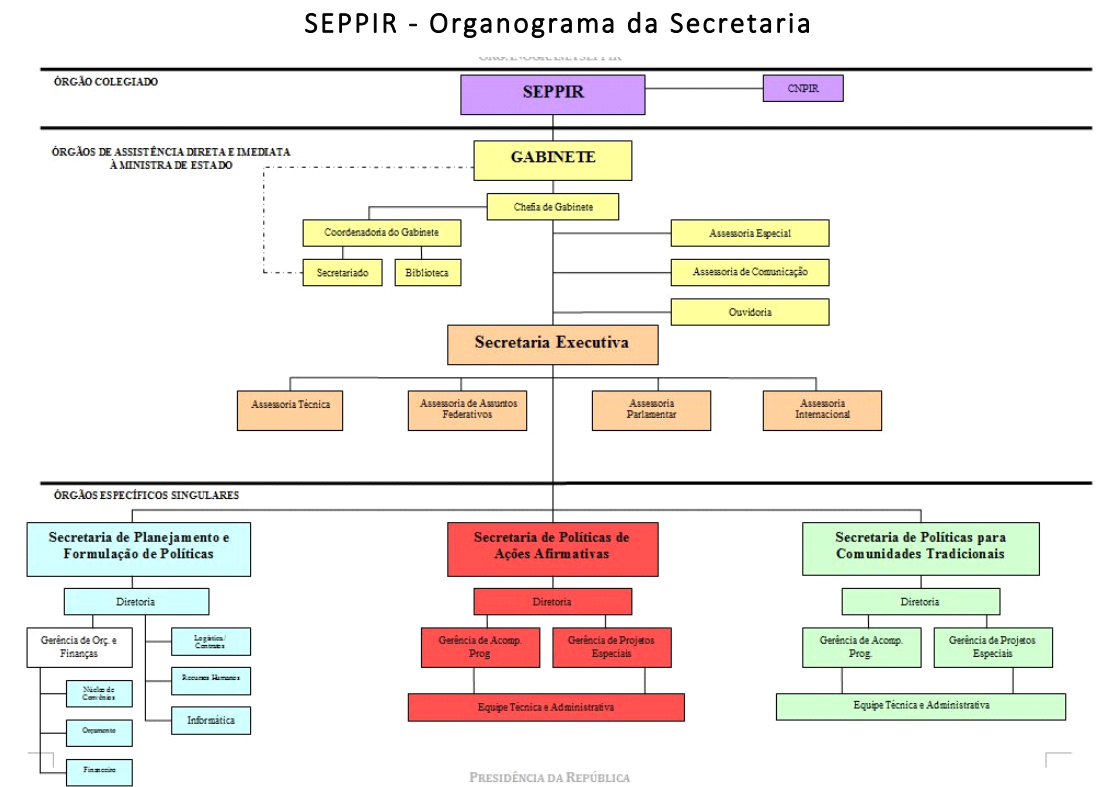 SEPPIR - Organograma da Secretaria
ORGANOGRAMA SEPPIR
ÓRGÃO COLEGIADO
SEPPIR
CNPIR
ÓRGÃOS DE ASSISTÊNCIA DIRETA E IMEDIATA
À MINISTRA DE ESTADO
GABINETE
Chefia de Gabinete
Coordenadoria do Gabinete
Assessoria Especial
Secretariado
Biblioteca
Assessoria de Comunicação
Ouvidoria
Secretaria Executiva
Assessoria Técnica
Assessoria de Assuntos
Federativos
Assessoria
Parlamentar
Assessoria
Internacional
ÓRGÃOS ESPECÍFICOS SINGULARES
Secretaria de Planejamento e
Formulação de Políticas
Secretaria de Políticas de
Ações Afirmativas
Secretaria de Políticas para
Comunidades Tradicionais
Diretoria
Diretoria
Diretoria
Gerência de Orç. e
Finanças
Logística/
Contratos
Gerência de Acomp.
Prog
Gerência de Projetos
Especiais
Gerência de Acomp.
Prog.
Gerência de Projetos
Especiais
Recursos Humanos
Núcleo de
Convênios
Informática
Equipe Técnica e Administrativa
Equipe Técnica e Administrativa
Orçamento
Financeiro
PRESIDÊNCIA DA REPÚBLICA